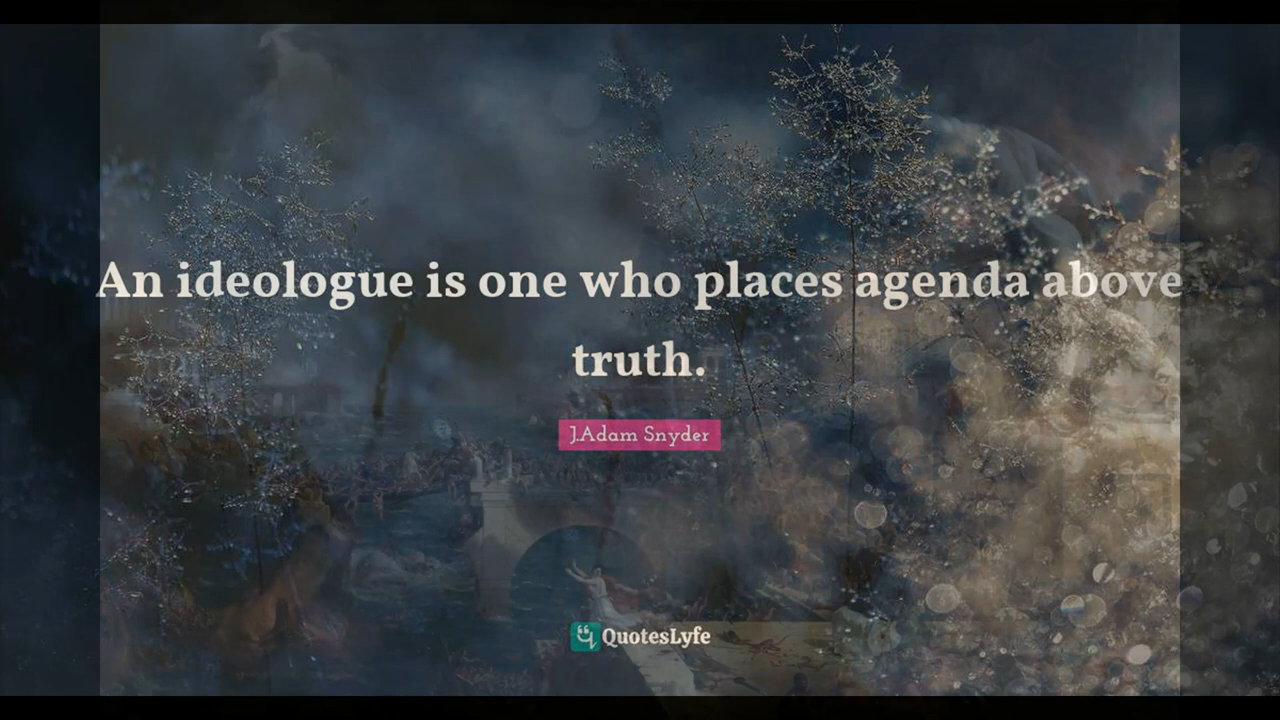 An ideologue is one who places agenda above
truth.
J.Adam Snyder
QuotesLyfe